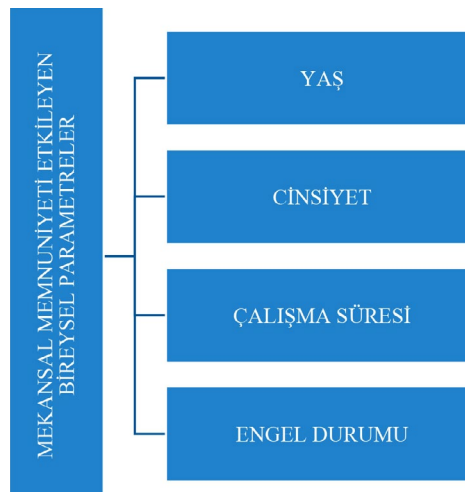 MEKANSAL MEMNUNİYETİ ETKİLEYEN
BİREYSEL PARAMETRELER
YAŞ
CİNSİYET
ÇALIŞMA SÜRESİ
ENGEL DURUMU